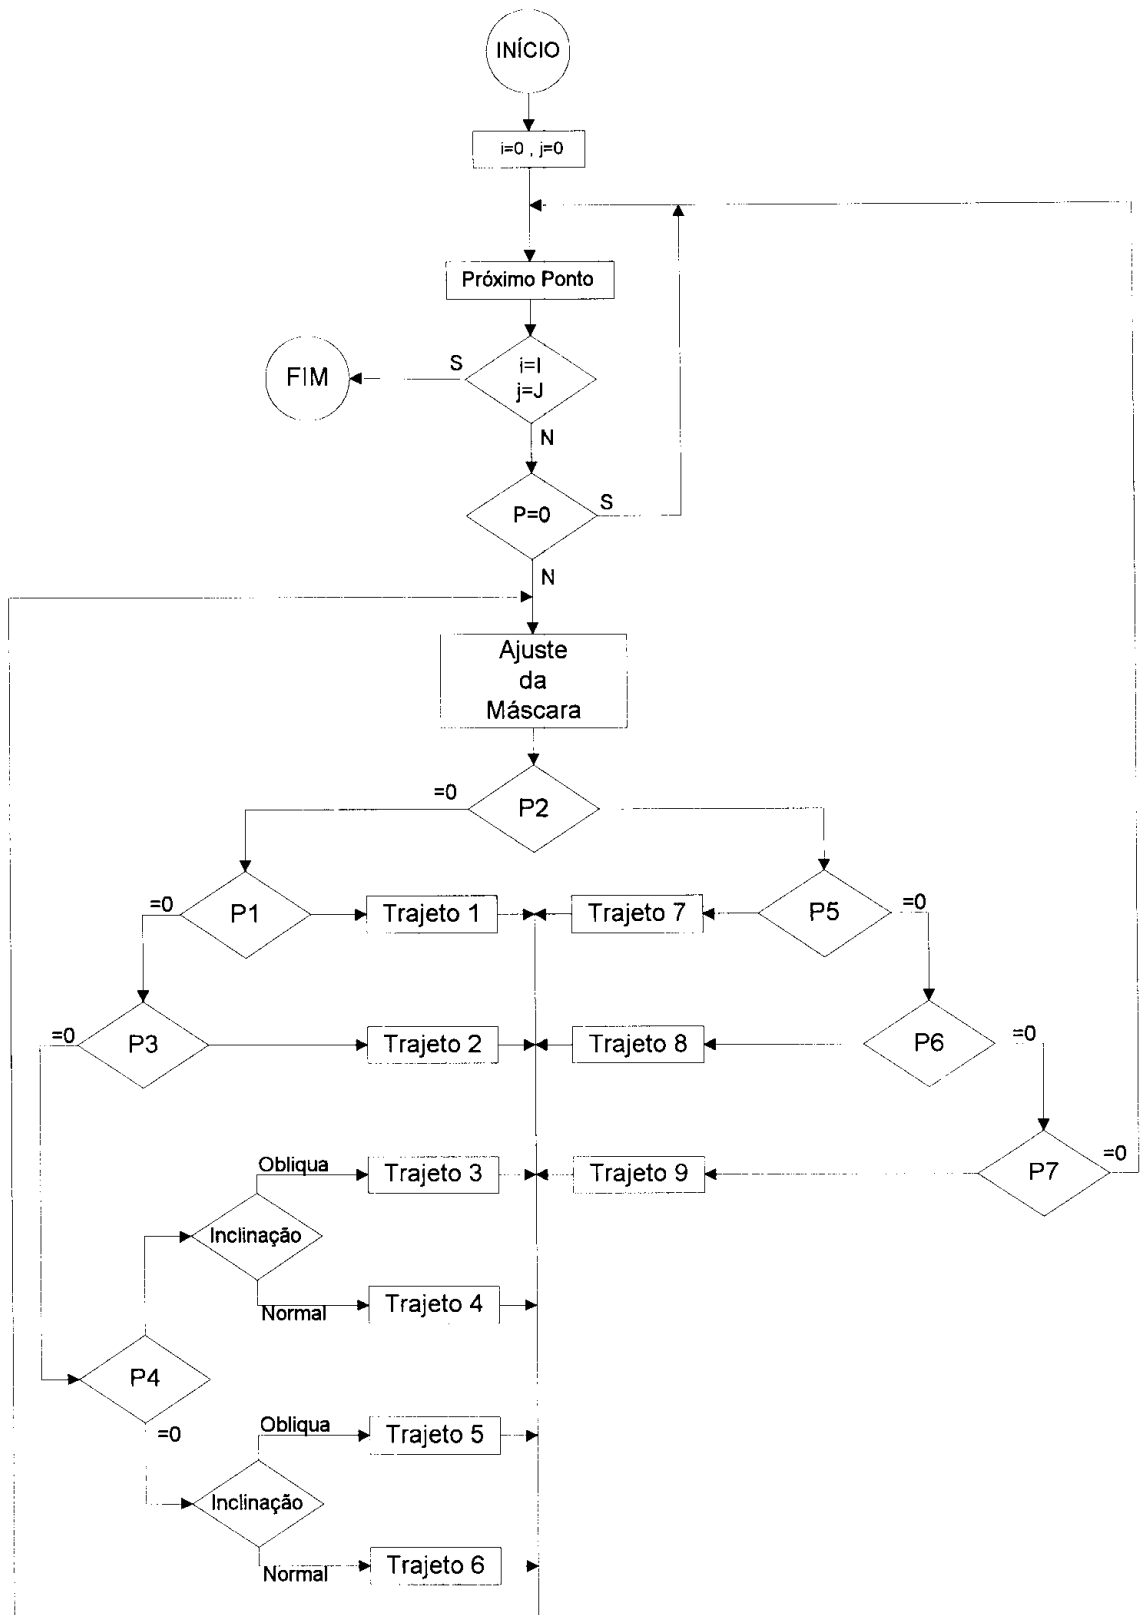 INÍCIO
i=0 , j=0
Próximo Ponto
S
i=I
j=J
FIM
N
P=0
S
N
Ajuste
da
Máscara
=0
P2
=0
P1
Trajeto 1
Trajeto 7
P5
=0
=0
P3
Trajeto 2
Trajeto 8
P6
=0
Obliqua
Trajeto 3
Trajeto 9
P7
=0
Inclinação
Normal
Trajeto 4
P4
=0
Obliqua
Trajeto 5
Inclinação
Normal
Trajeto 6